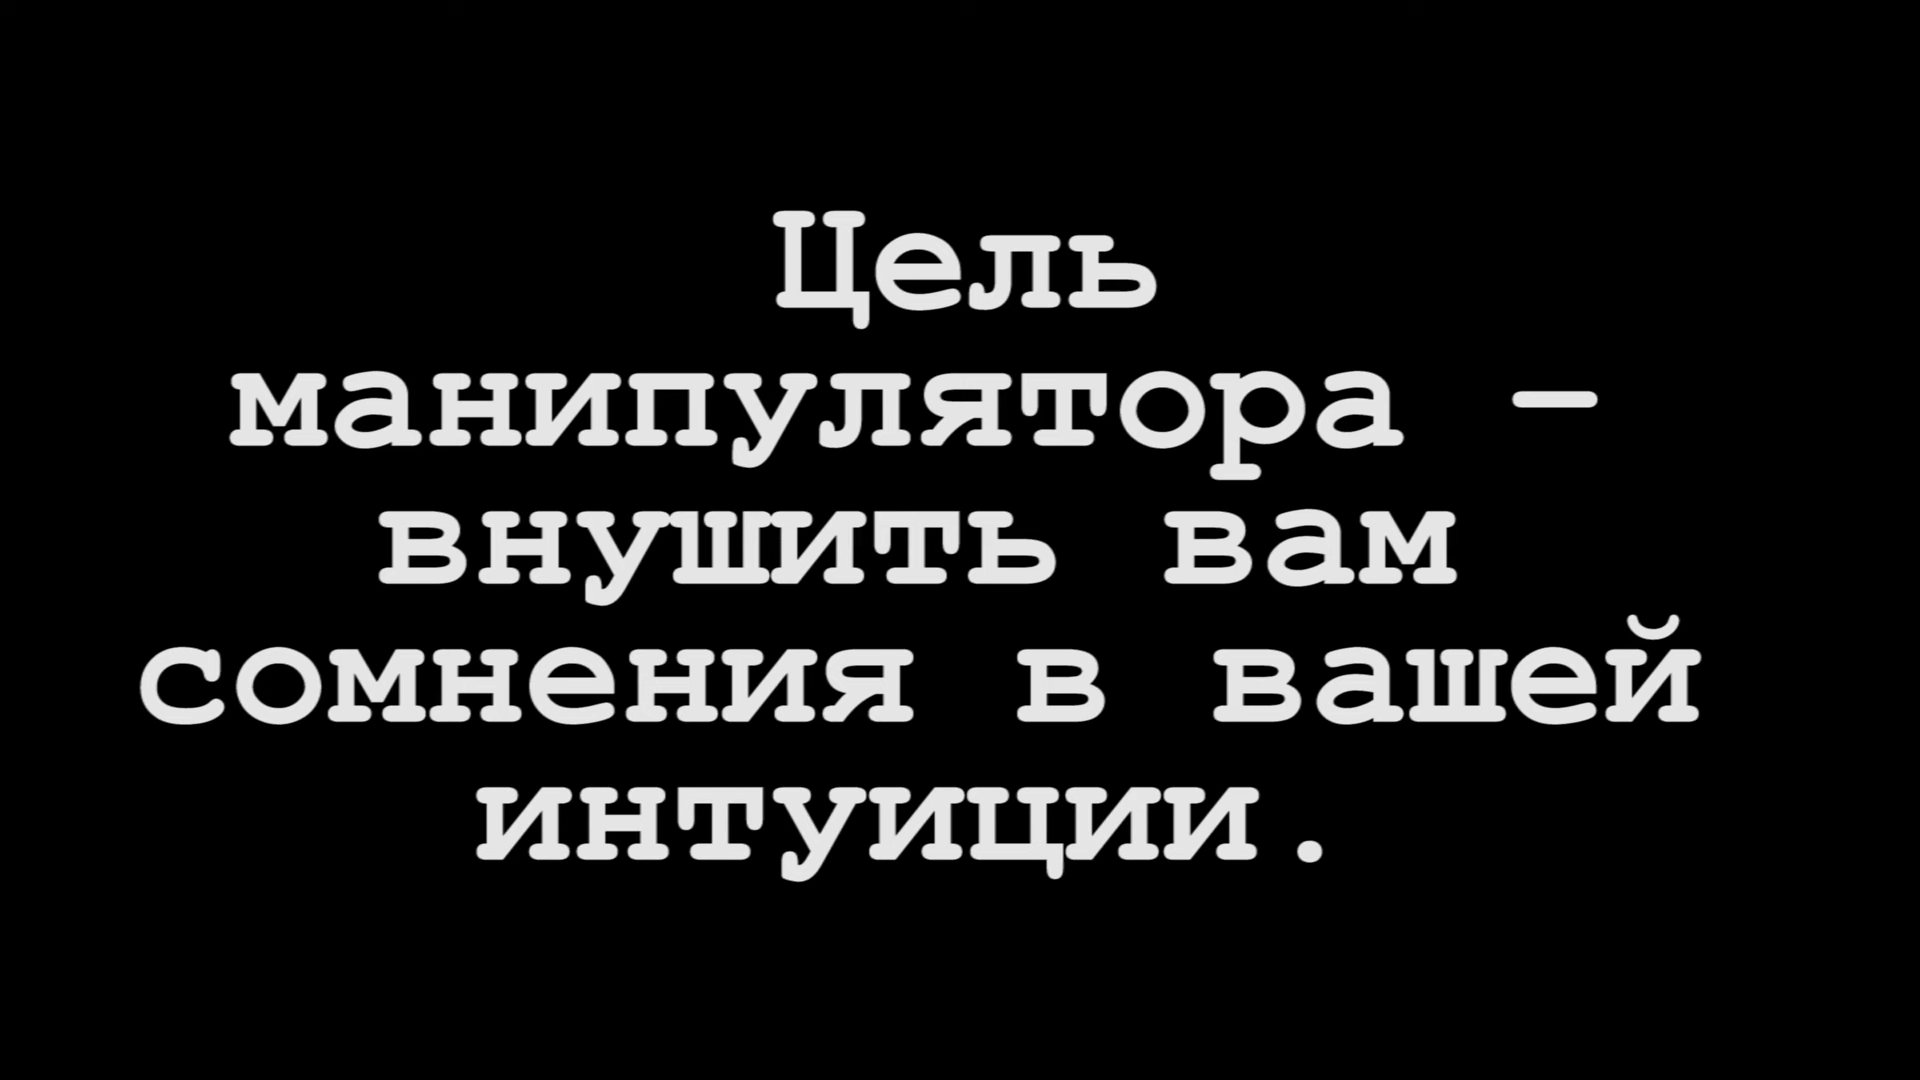 Цель
манипулятора –
внушить вам
сомнения в вашей
интуиции.